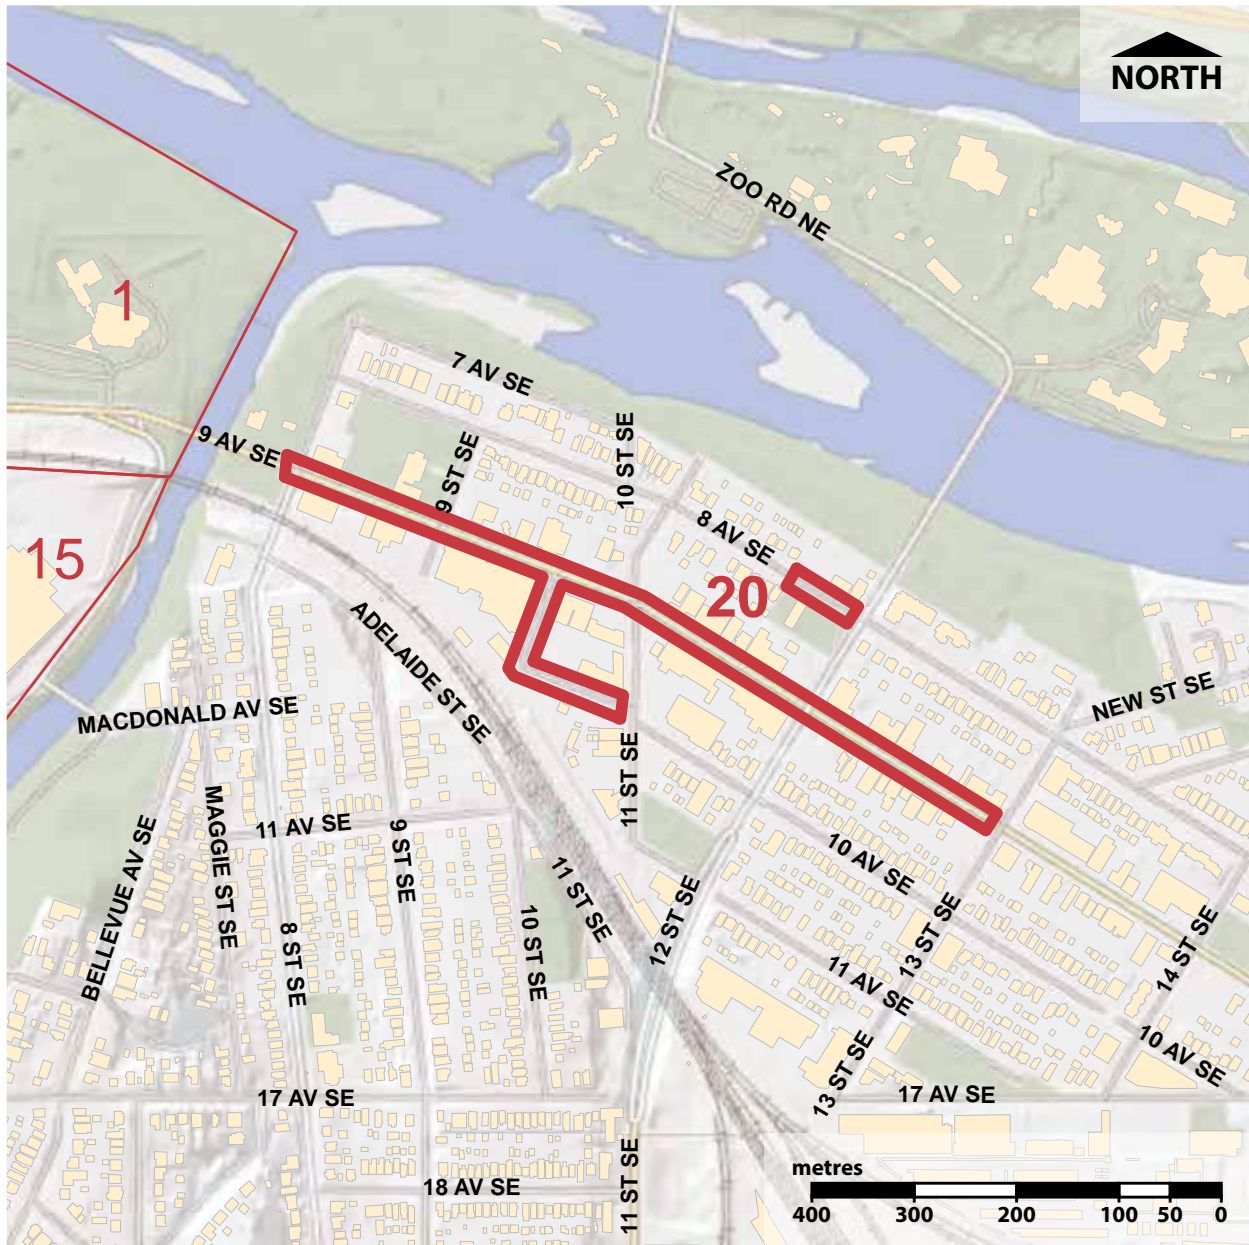 NORTH
ZOO RD NE
1
7 AV SE
9 AV SE
9 ST SE
10 ST SE
8 AV SE
15
20
ADELAIDE ST SE
MACDONALD AV SE
NEW ST SE
11 ST SE
MAGGIE ST SE
11 AV SE
9 ST SE
BELLEVUE AV SE
10 AV SE
11 ST SE
12 ST SE
13 ST SE
14 ST SE
8 ST SE
10 ST SE
11 AV SE
10 AV SE
13 ST SE
17 AV SE
17 AV SE
18 AV SE
11 ST SE
metres
400 300 200 100 50 0